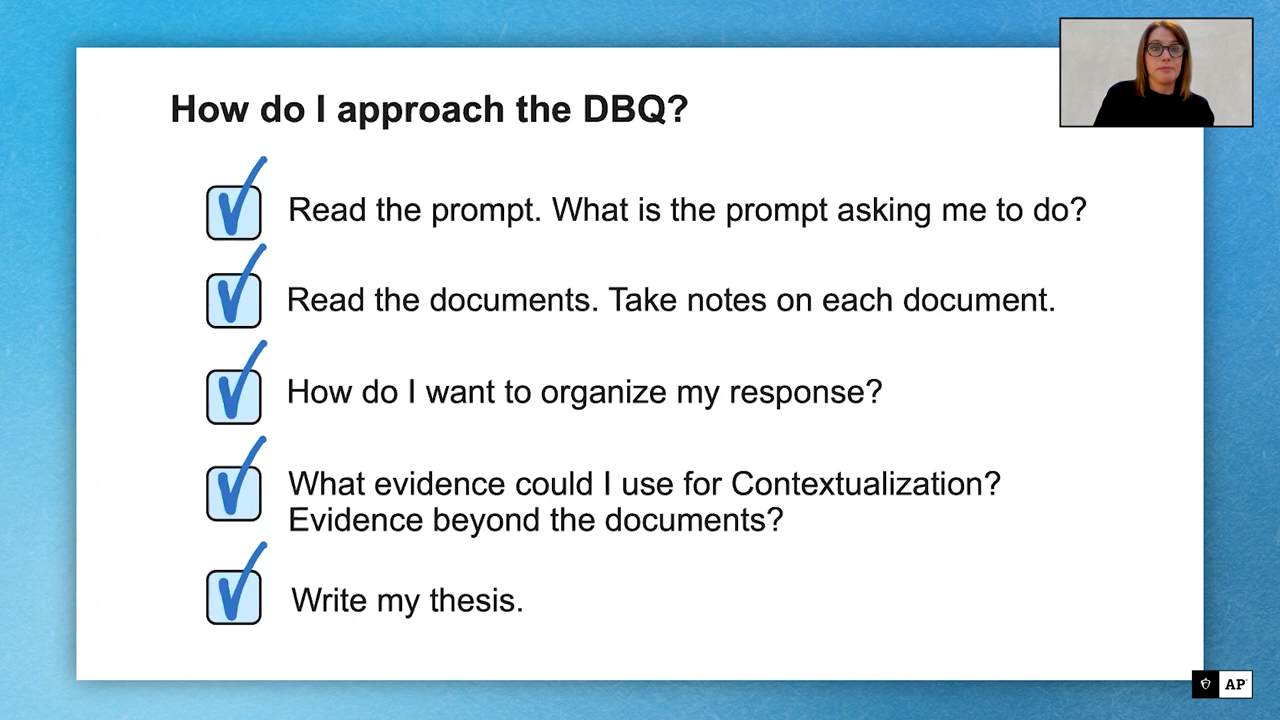 How do I approach the DBQ?
Read the prompt. What is the prompt asking me to do?
Read the documents. Take notes on each document.
How do I want to organize my response?
What evidence could I use for Contextualization?
Evidence beyond the documents?
Write my thesis.
AP